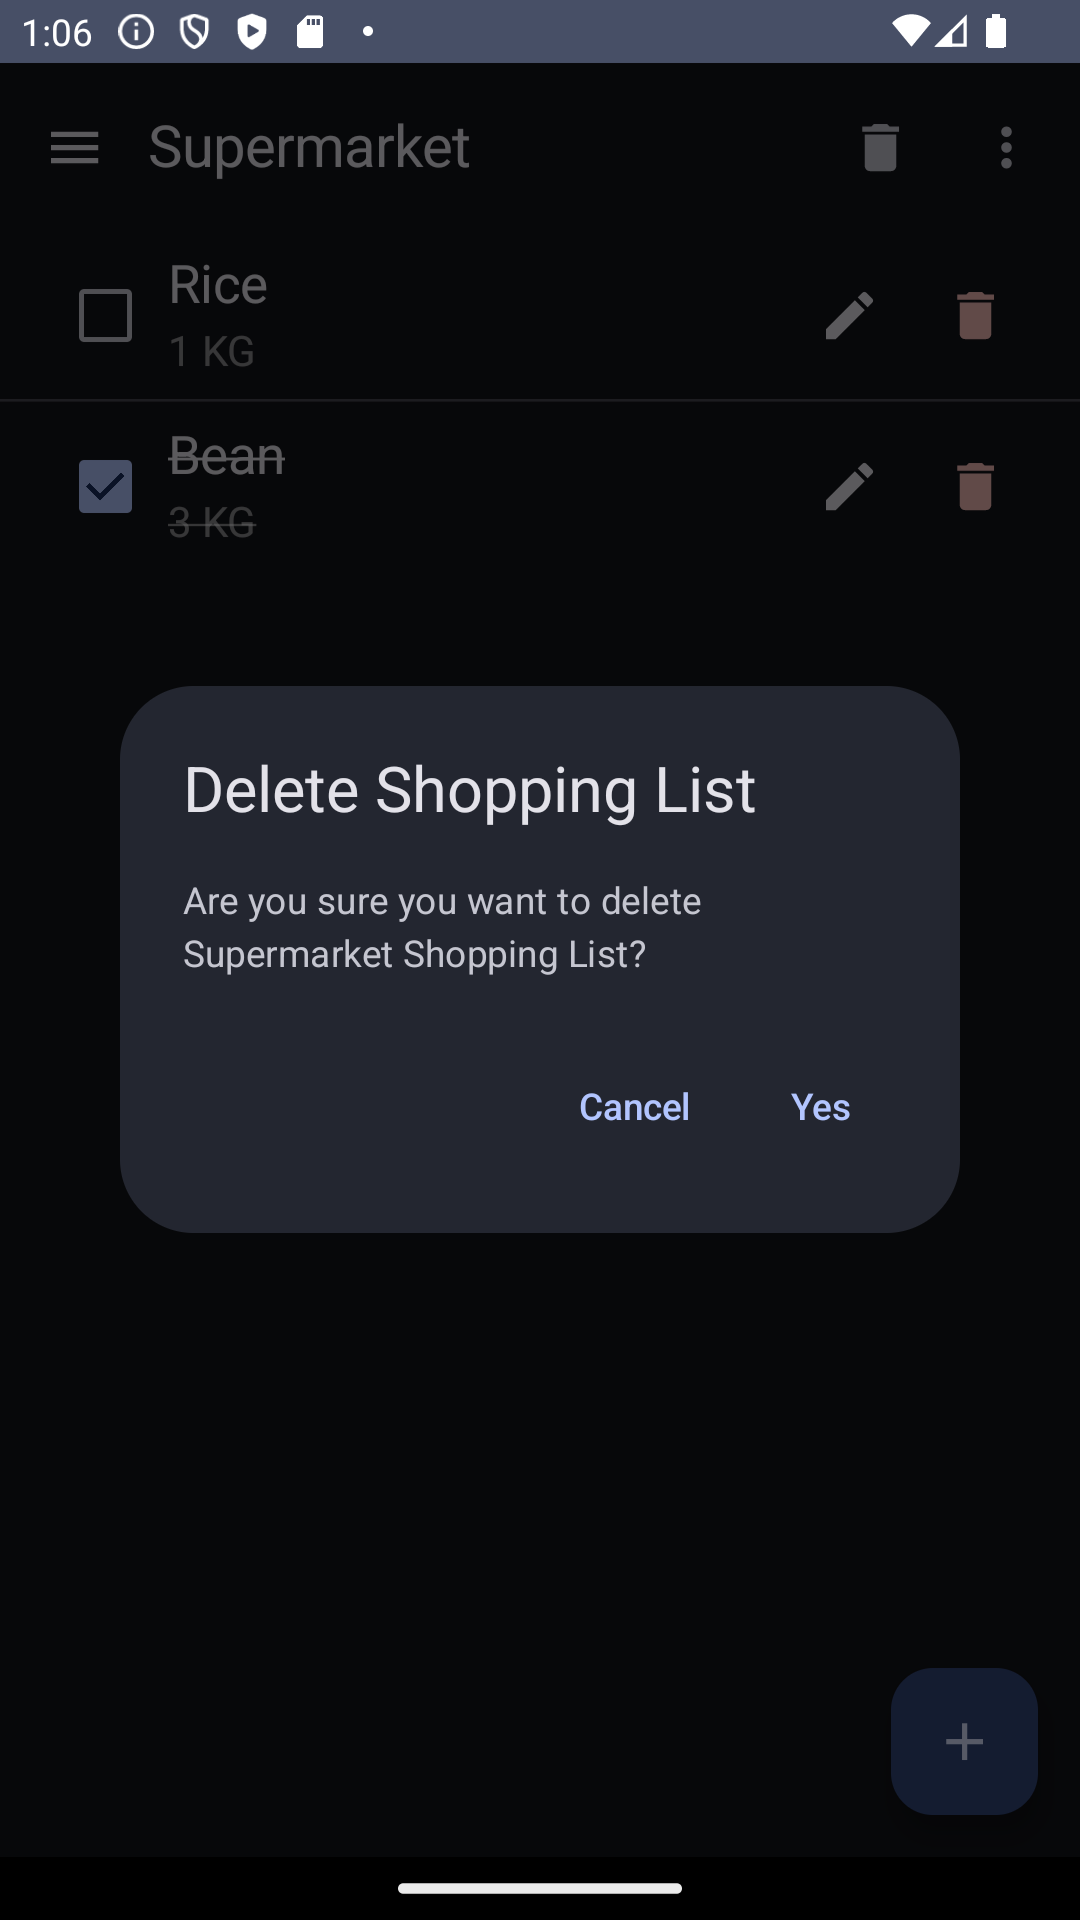 1:06
Supermarket
Rice
1 KG
Bean
3 KG
Delete Shopping List
Are you sure you want to delete
Supermarket Shopping List?
Cancel Yes